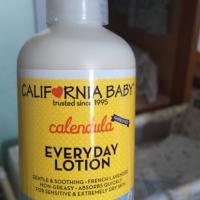 CALIFORNIA BABY
trusted since 1995
calendula
EVERYDAY
LOTION
GENTLE & SOOTHING • FRENCH LAVENDER
NON-GREASY • ABSORBS QUICKLY
FOR SENSITIVE & EXTREMELY DRY SKIN